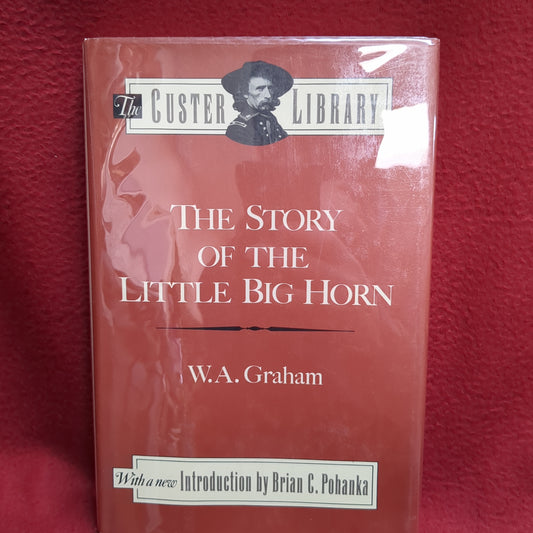 The CUSTER LIBRARY
THE STORY
OF THE
LITTLE BIG HORN
W.A. Graham
With a new Introduction by Brian C. Pohanka